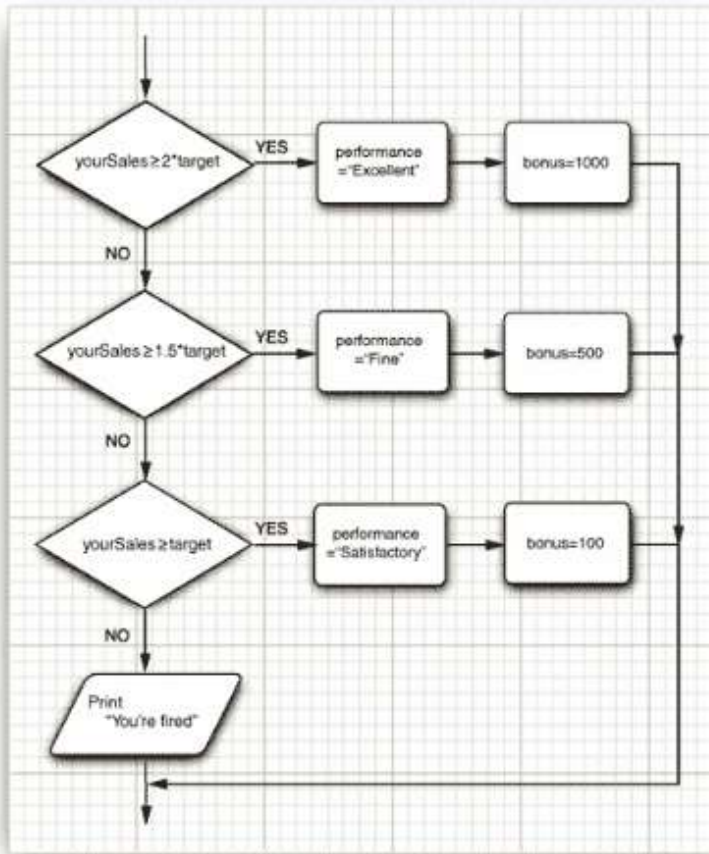 yourSales≥2*target
YES
performance
="Excellent"
bonus=1000
NO
yourSales≥1.5*target
YES
performance
="Fine"
bonus=500
NO
yourSales≥target
YES
performance
="Satisfactory"
bonus=100
NO
Print
"You're fired"